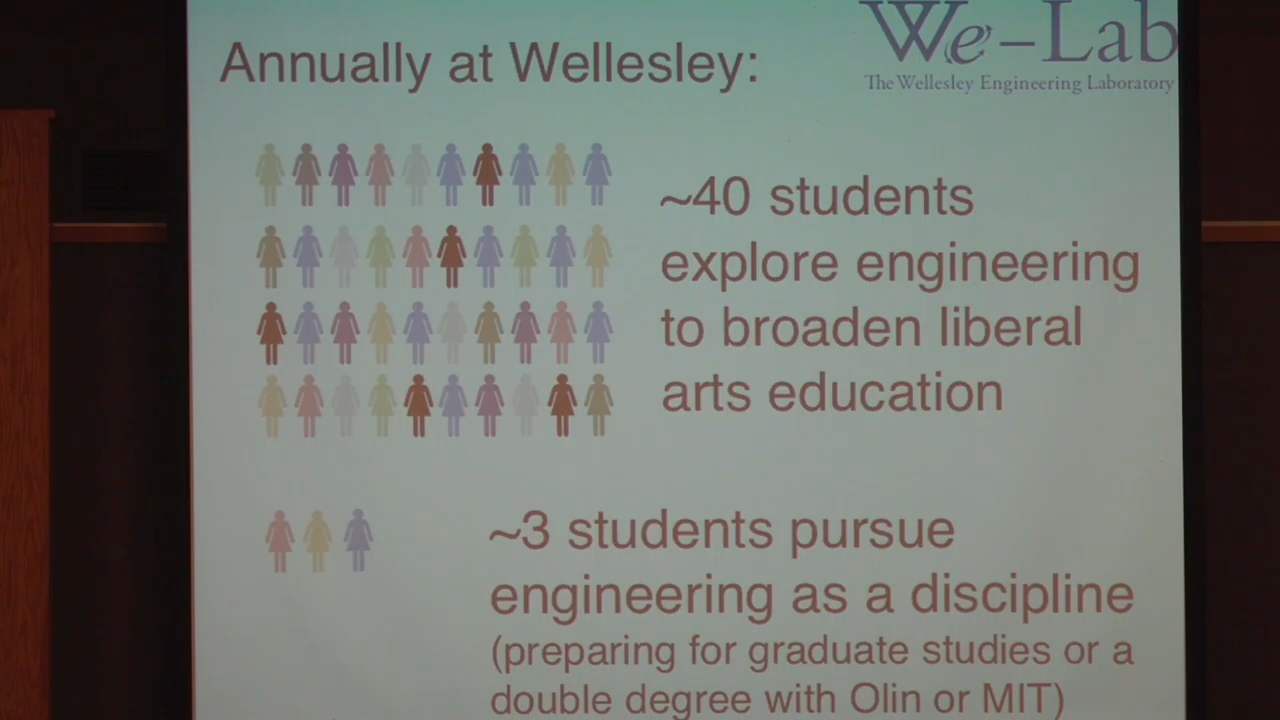 We-Lab
The Wellesley Engineering Laboratory
Annually at Wellesley:
~40 students
explore engineering
to broaden liberal
arts education
~3 students pursue
engineering as a discipline
(preparing for graduate studies or a
double degree with Olin or MIT)